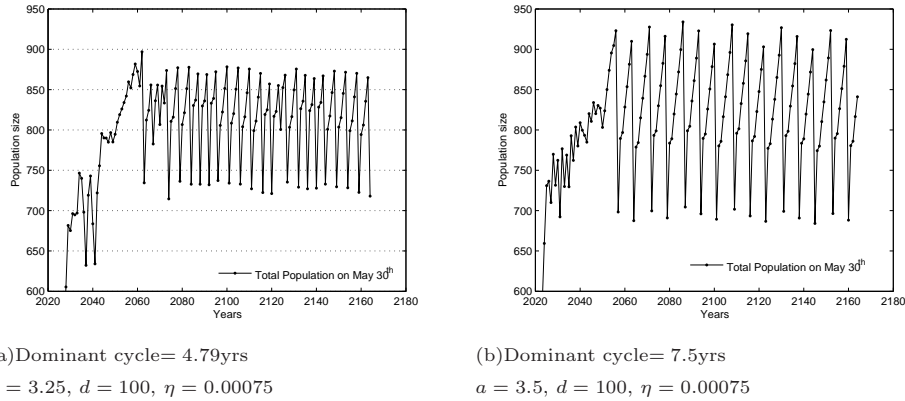 950
900
850
800
750
700
650
600
Population size
2020 2040 2060 2080 2100 2120 2140 2160 2180
Years
Total Population on May 30th
950
900
850
800
750
700
650
600
Population size
2020 2040 2060 2080 2100 2120 2140 2160 2180
Years
Total Population on May 30th
a)Dominant cycle= 4.79yrs
= 3.25, d = 100, η = 0.00075
(b)Dominant cycle= 7.5yrs
a = 3.5, d = 100, η = 0.00075